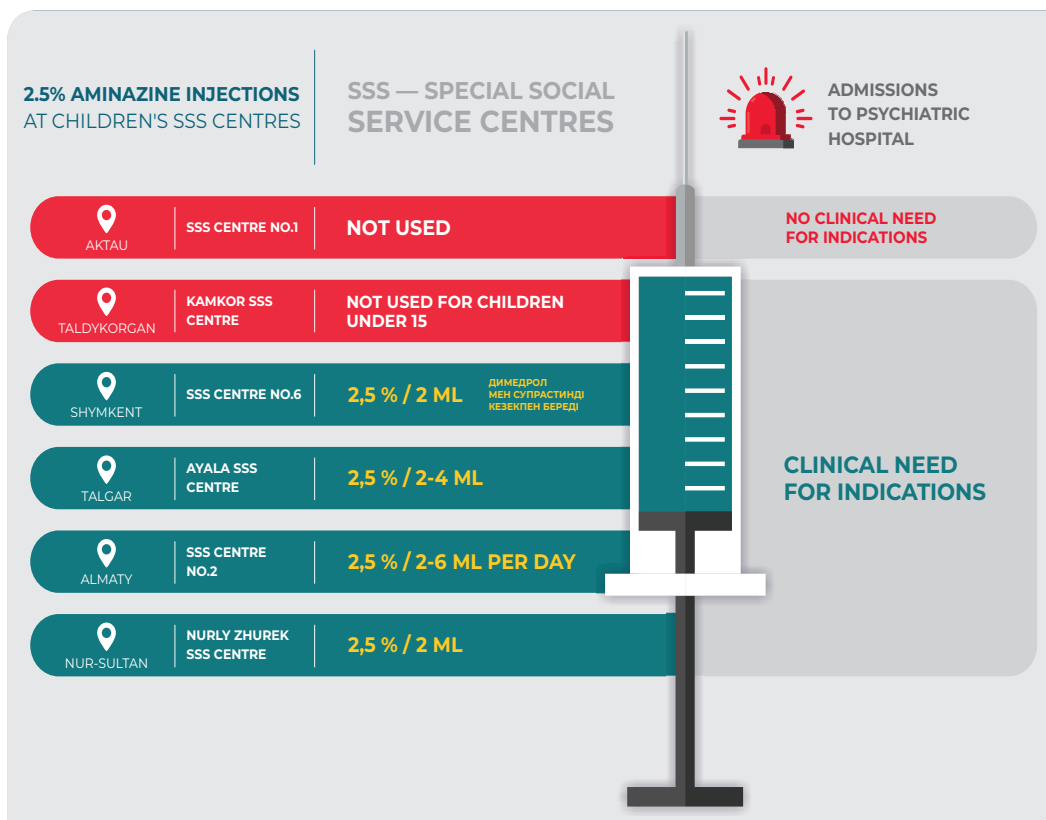 2.5% AMINAZINE INJECTIONS
AT CHILDREN'S SSS CENTRES
SSS — SPECIAL SOCIAL
SERVICE CENTRES
ADMISSIONS
TO PSYCHIATRIC
HOSPITAL
AKTAU
SSS CENTRE NO.1
NOT USED
NO CLINICAL NEED
FOR INDICATIONS
TALDYKORGAN
KAMKOR SSS
CENTRE
NOT USED FOR CHILDREN
UNDER 15
SHYMKENT
SSS CENTRE NO.6
2,5 % / 2 ML
ДИМЕДРОЛ
МЕН СУПРАСТИНДІ
КЕЗЕКПЕН БЕРЕДІ
TALGAR
AYALA SSS
CENTRE
2,5 % / 2-4 ML
CLINICAL NEED
FOR INDICATIONS
ALMATY
SSS CENTRE
NO.2
2,5 % / 2-6 ML PER DAY
NUR-SULTAN
NURLY ZHUREK
SSS CENTRE
2,5 % / 2 ML